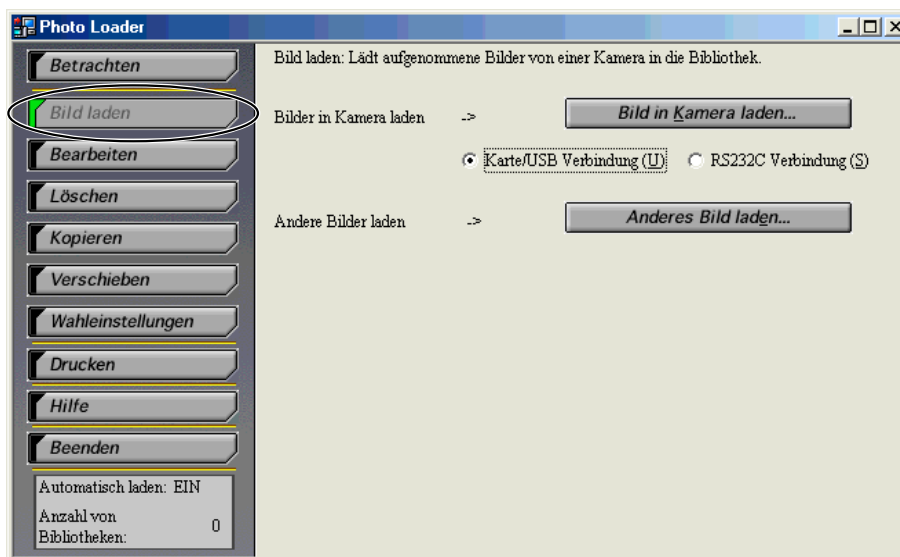 Photo Loader
Betrachten
Bild laden
Bearbeiten
Löschen
Kopieren
Verschieben
Wahleinstellungen
Drucken
Hilfe
Beenden
Automatisch laden: EIN
Anzahl von
Bibliotheken: 0
Bild laden: Lädt aufgenommene Bilder von einer Kamera in die Bibliothek.
Bilder in Kamera laden -> Bild in Kamera laden...
Karte/USB Verbindung (U) RS232C Verbindung (S)
Andere Bilder laden -> Anderes Bild laden...